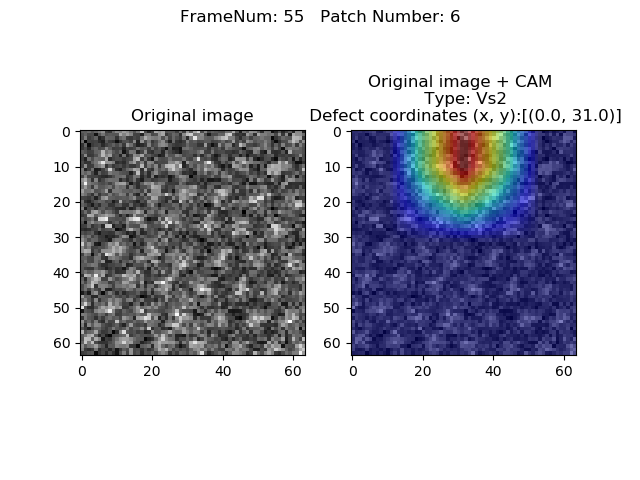 FrameNum: 55   Patch Number: 6
Original image
Original image + CAM
Type: Vs2
Defect coordinates (x, y):[(0.0, 31.0)]
0
10
20
30
40
50
60
0 20 40 60
0
10
20
30
40
50
60
0 20 40 60